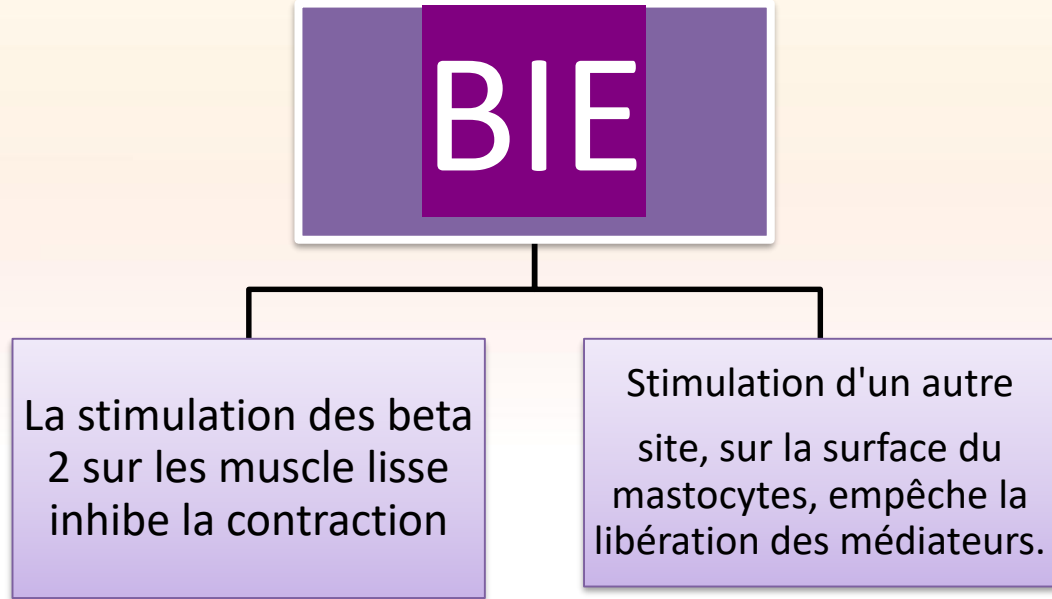 BIE
La stimulation des beta
2 sur les muscle lisse
inhibe la contraction
Stimulation d'un autre
site, sur la surface du
mastocytes, empêche la
libération des médiateurs.